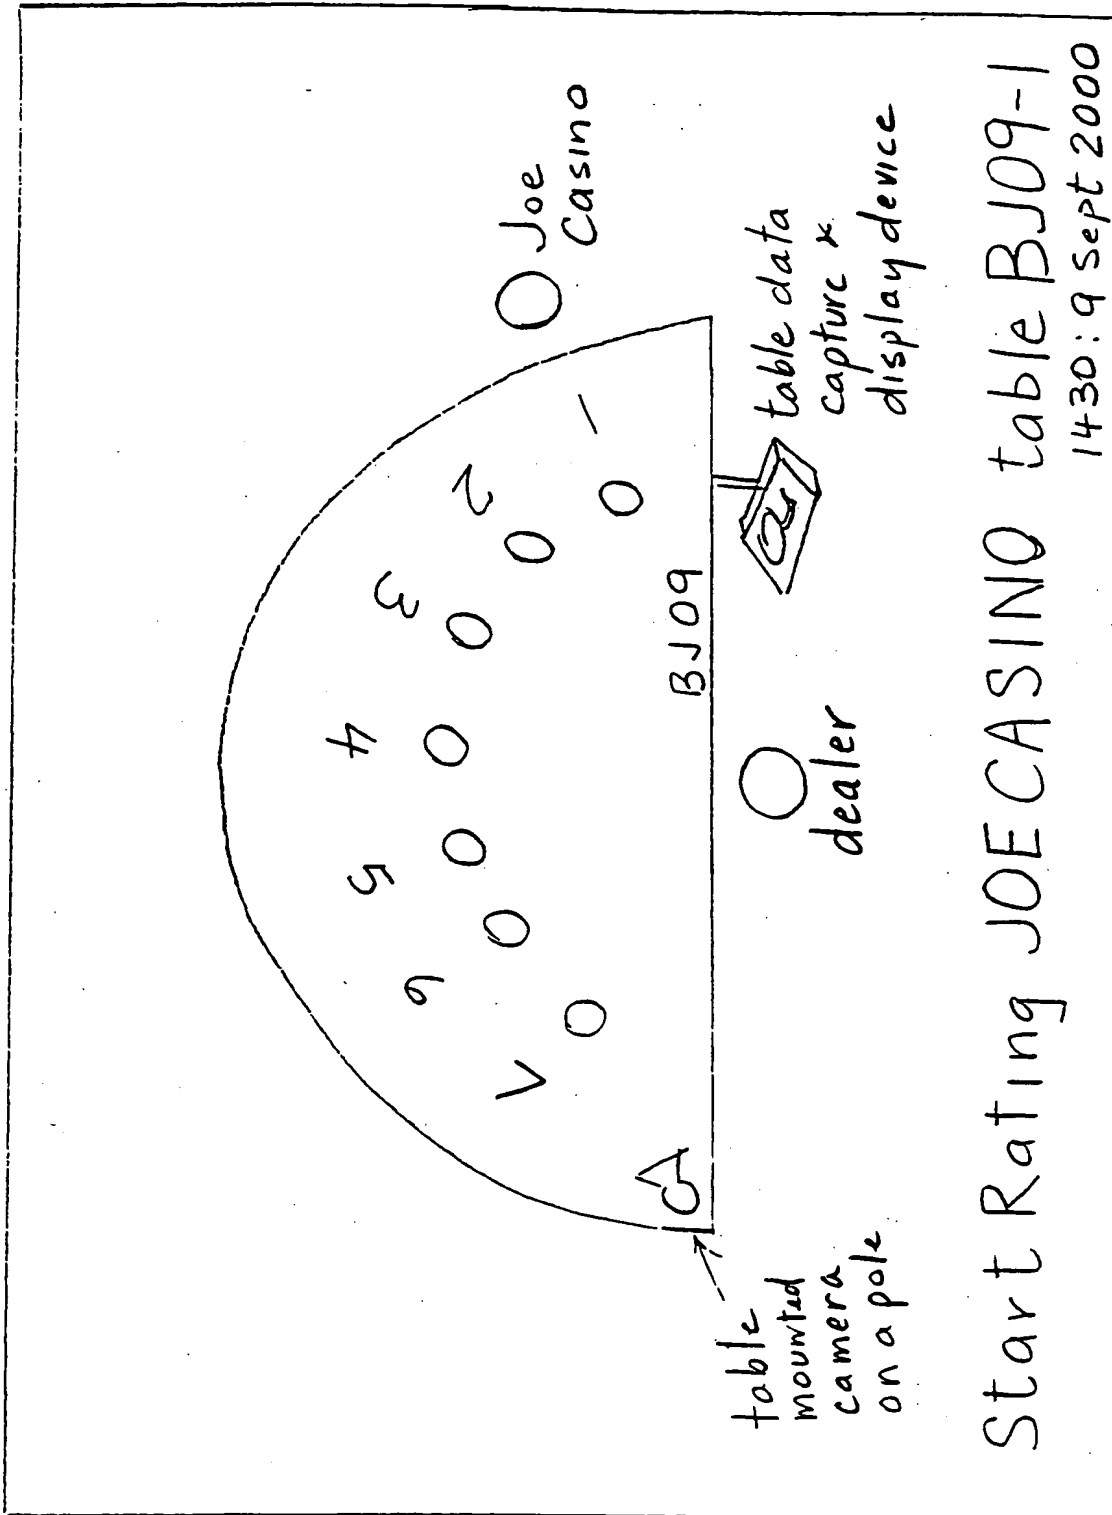 4
3
5
2
6
1
7
Joe
Casino
BJ09
table
mounted
camera
on a pole
dealer
table data
capture &
display device
Start Rating JOE CASINO table BJ09-1
1430: 9 Sept 2000